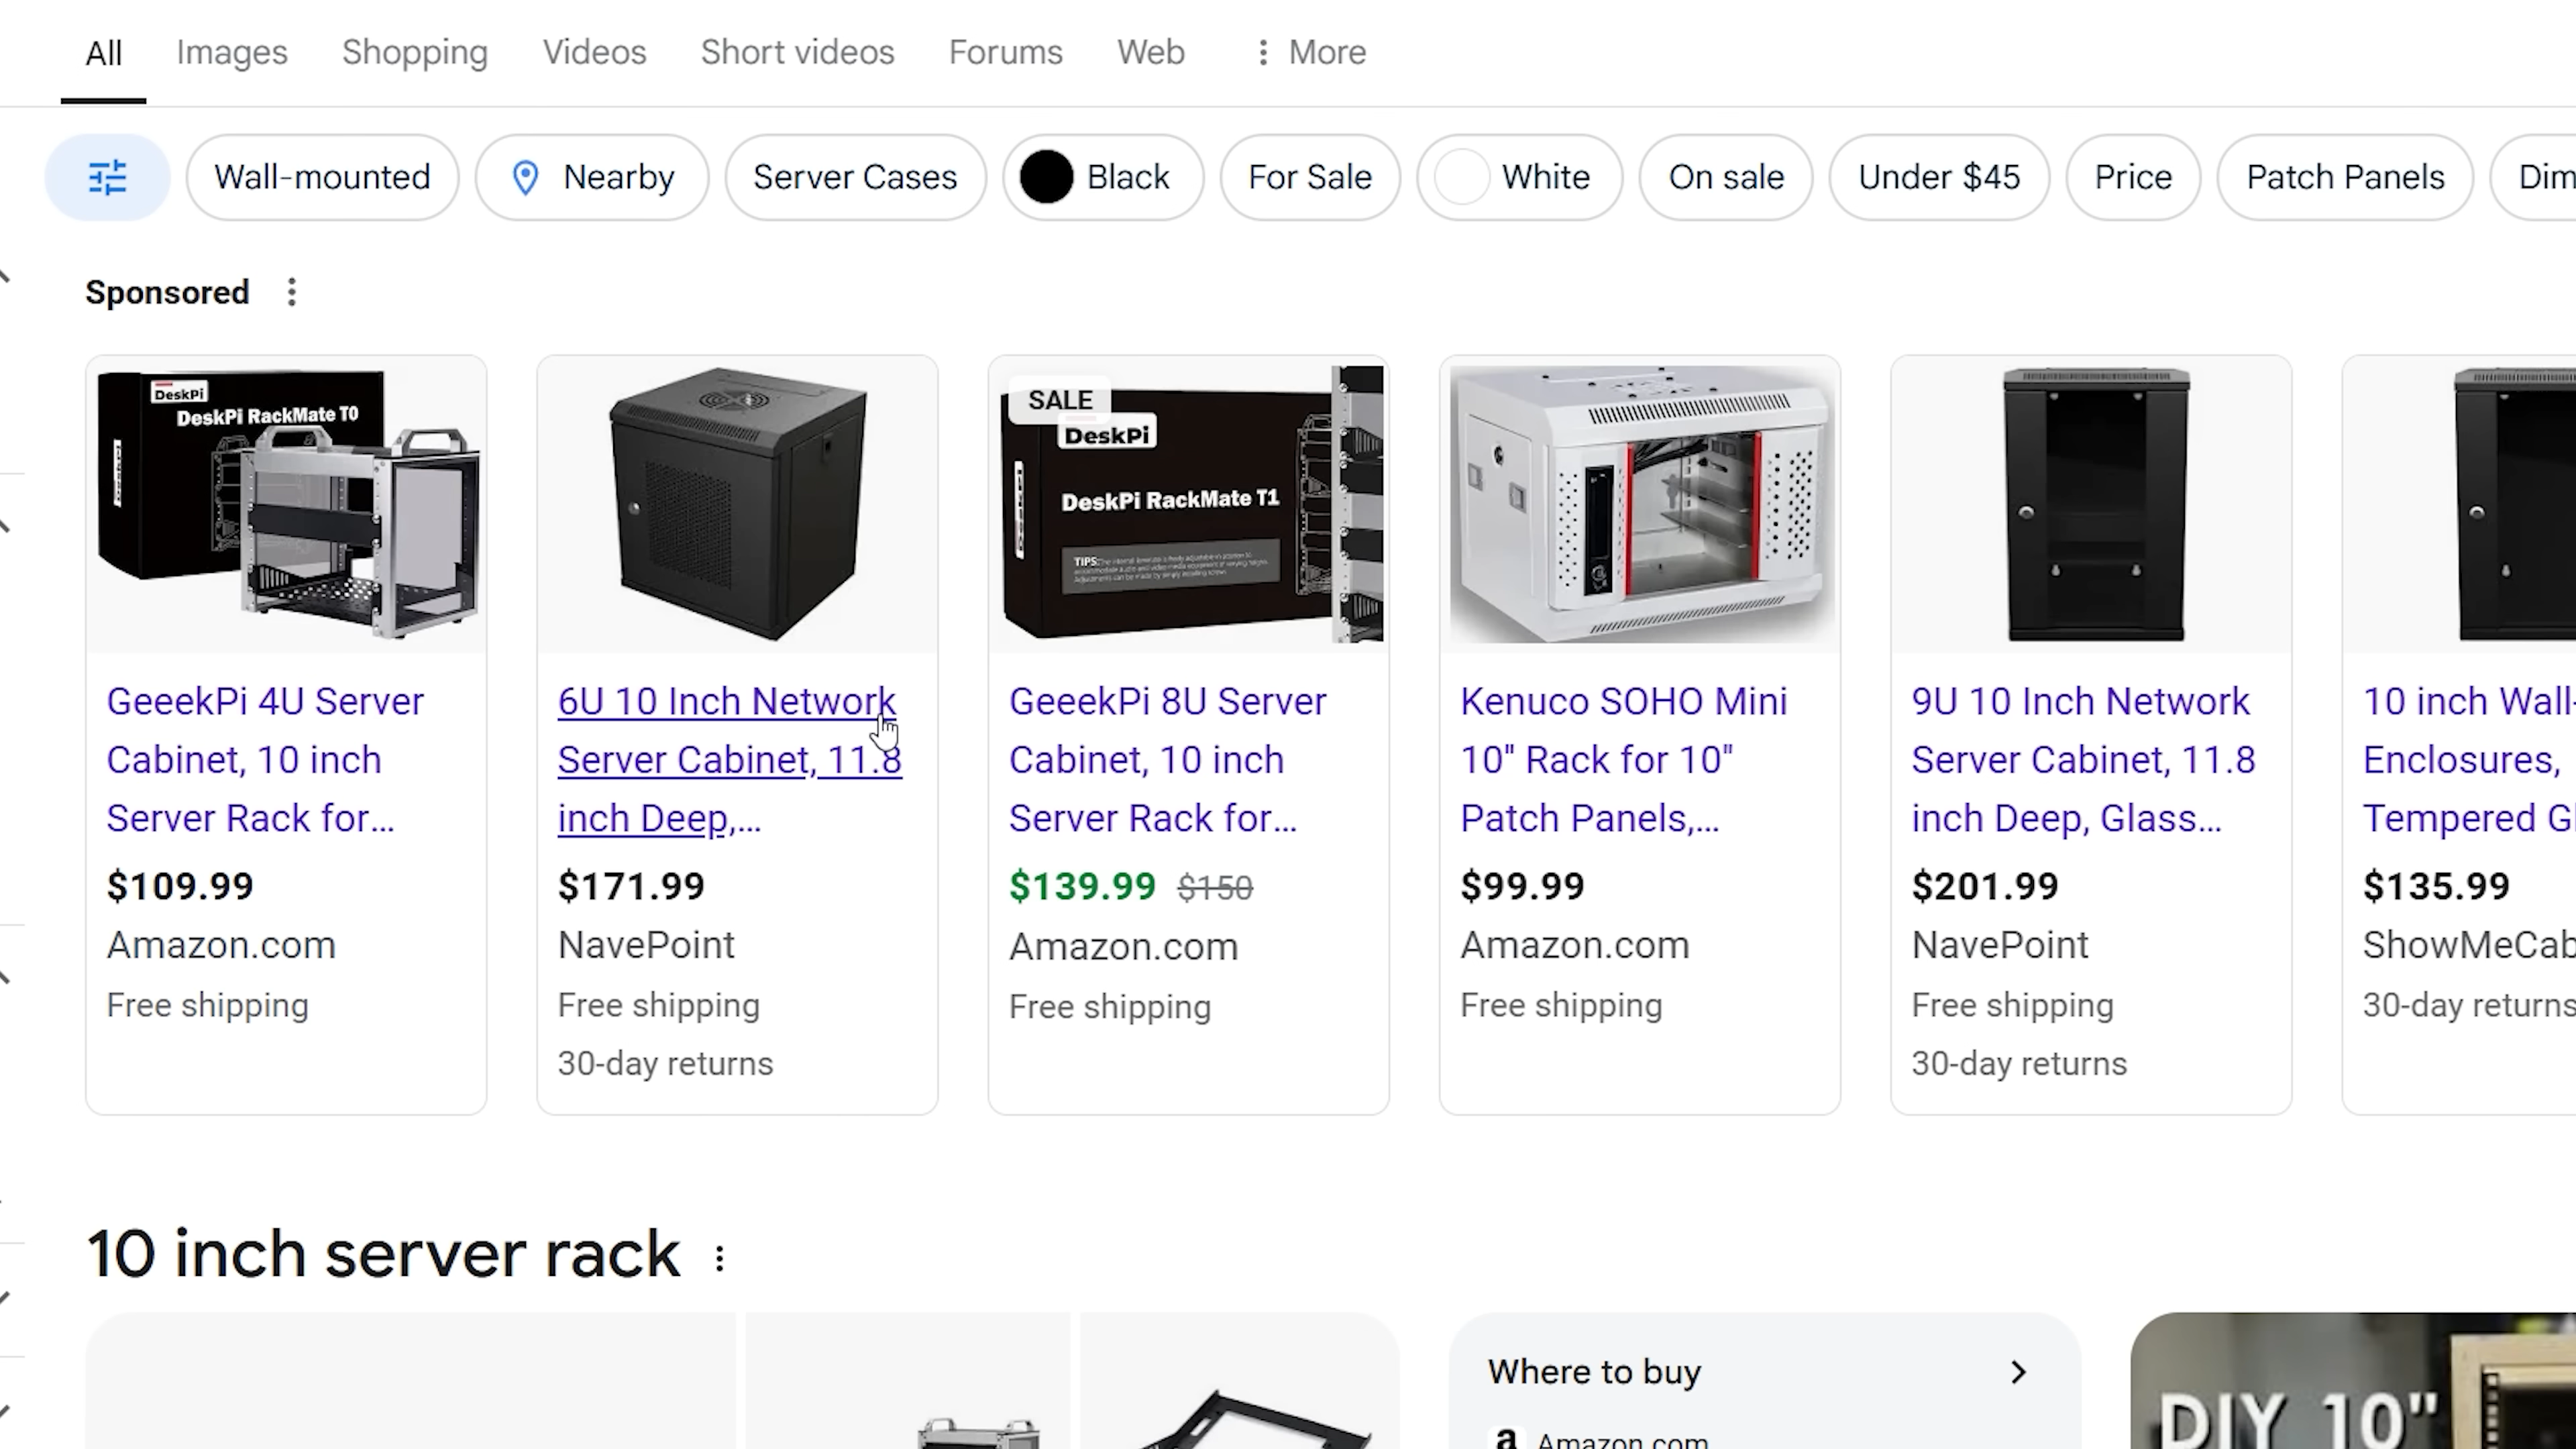 All Images Shopping Videos Short videos Forums Web More
Wall-mounted Nearby Server Cases Black For Sale White On sale Under $45 Price Patch Panels Dim
Sponsored
DeskPi
DeskPi RackMate T0
DeskPi
GeeekPi 4U Server
Cabinet, 10 inch
Server Rack for...
$109.99
Amazon.com
Free shipping
6U 10 Inch Network
Server Cabinet, 11.8
inch Deep,...
$171.99
NavePoint
Free shipping
30-day returns
SALE
DeskPi
DeskPi
DeskPi RackMate T1
TIPS:
GeeekPi 8U Server
Cabinet, 10 inch
Server Rack for...
$139.99 $150
Amazon.com
Free shipping
Kenuco SOHO Mini
10" Rack for 10"
Patch Panels,...
$99.99
Amazon.com
Free shipping
9U 10 Inch Network
Server Cabinet, 11.8
inch Deep, Glass...
$201.99
NavePoint
Free shipping
30-day returns
10 inch Wall-
Enclosures,
Tempered Gl
$135.99
ShowMeCab
30-day returns
10 inch server rack
Where to buy
a Amazon.com
DIY 10"